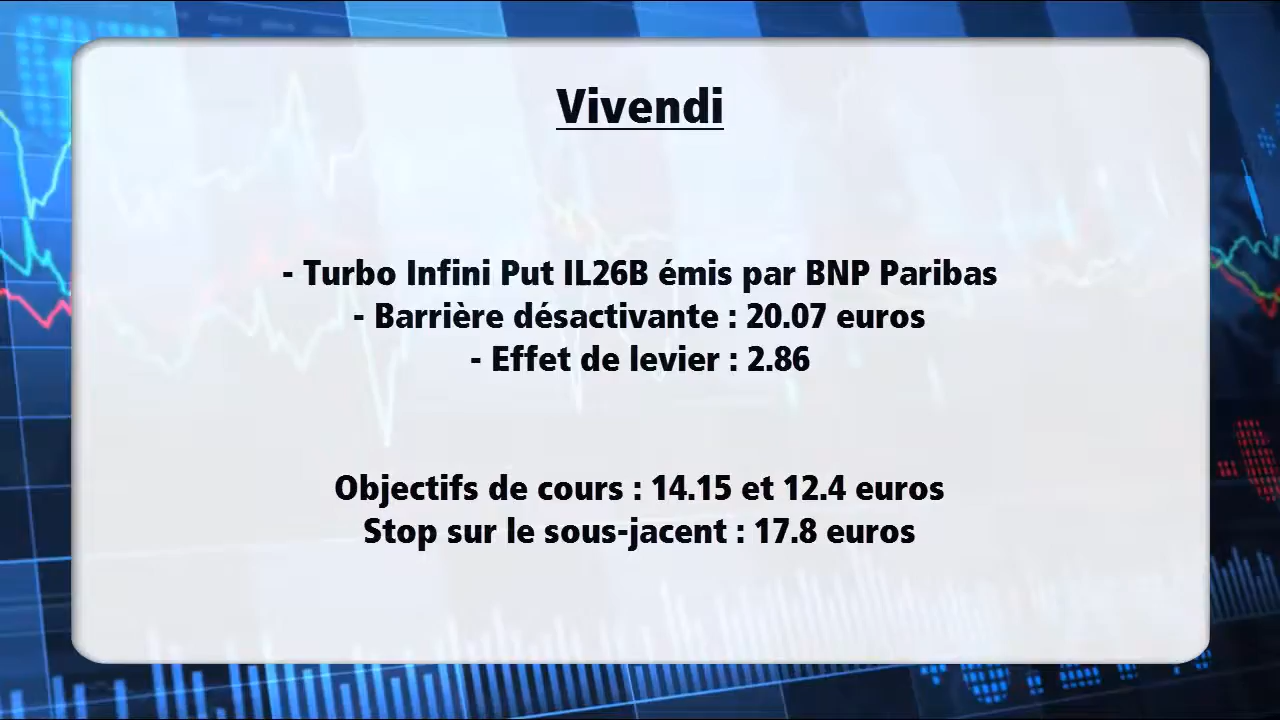 Vivendi
- Turbo Infini Put IL26B émis par BNP Paribas
- Barrière désactivante : 20.07 euros
- Effet de levier : 2.86
Objectifs de cours : 14.15 et 12.4 euros
Stop sur le sous-jacent : 17.8 euros